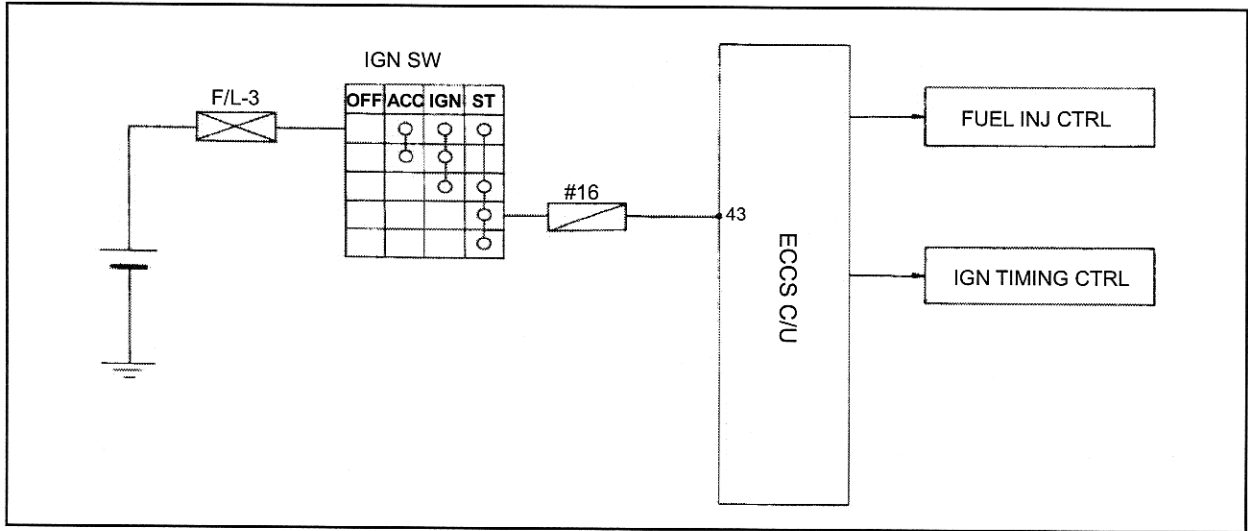 IGN SW
F/L-3
OFF ACC IGN ST
#16
43
ECCS C/U
FUEL INJ CTRL
IGN TIMING CTRL